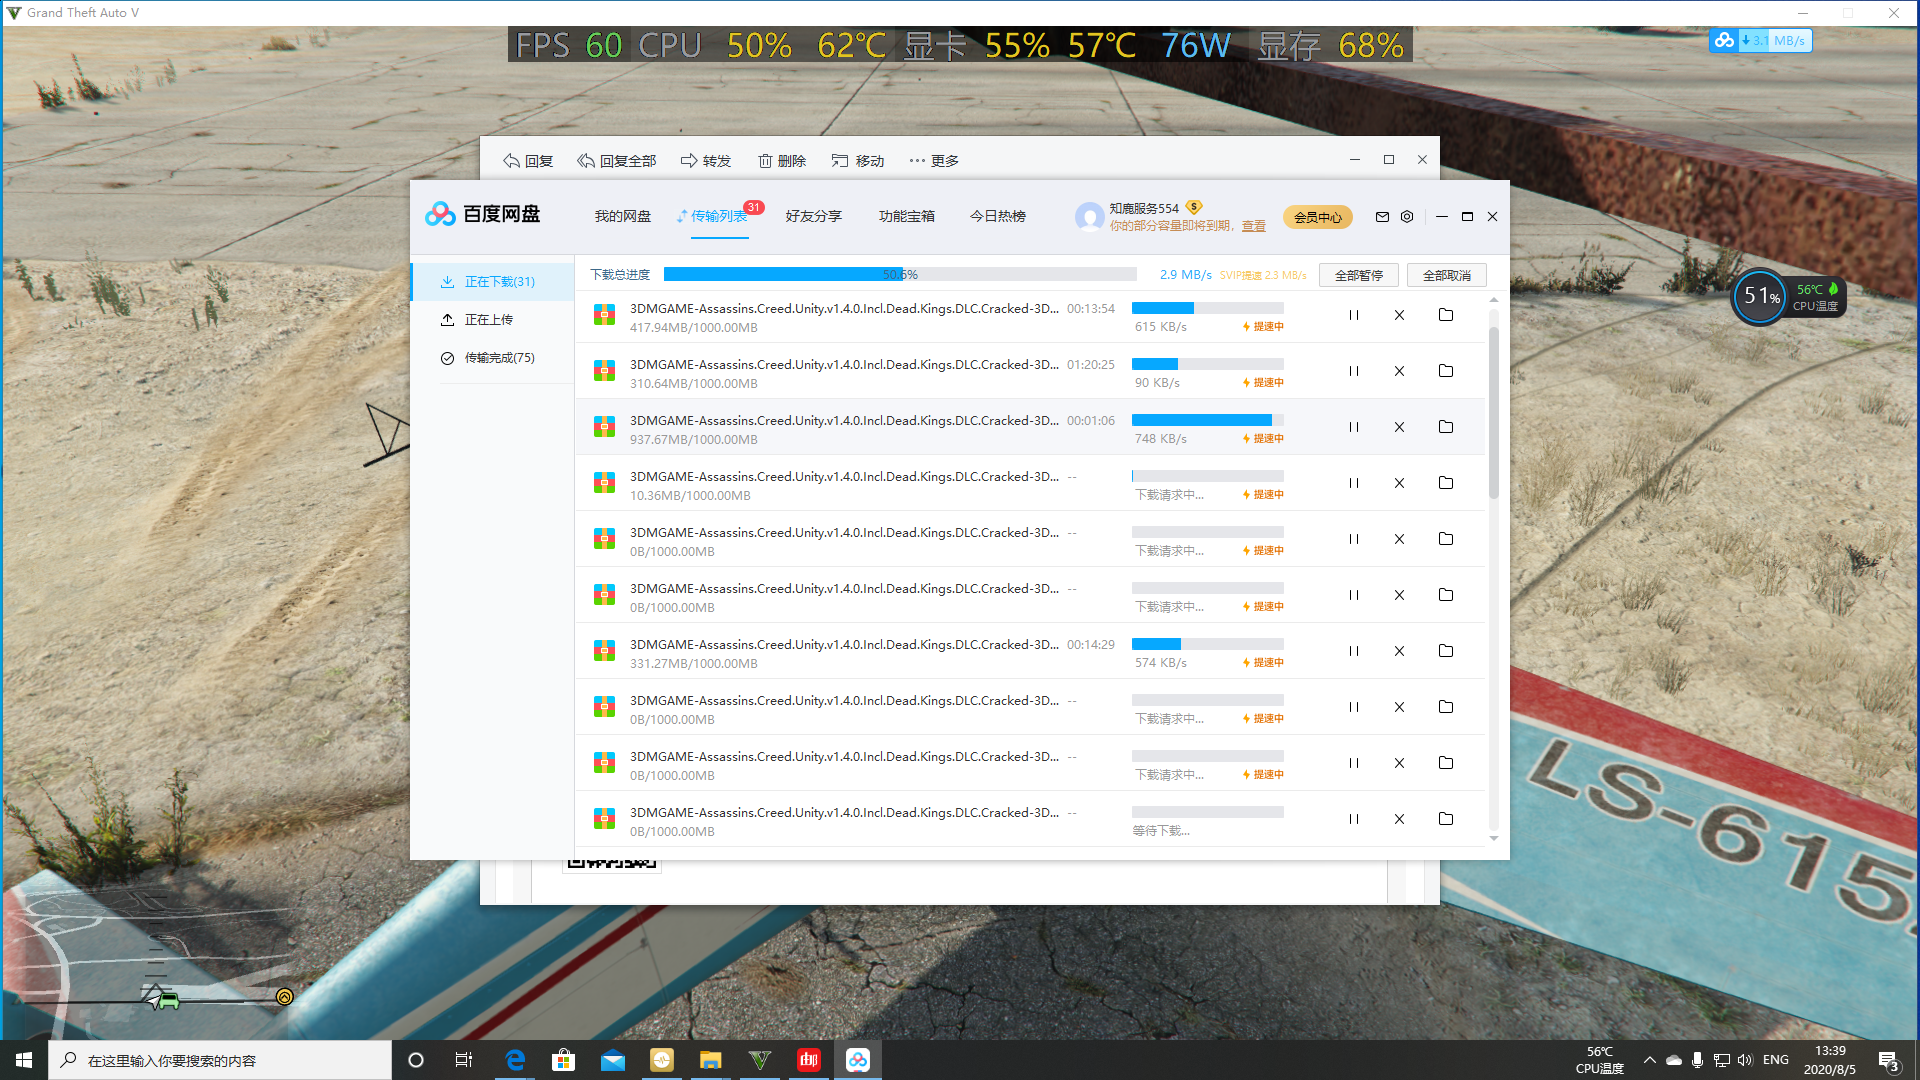 Grand Theft Auto V
FPS 60 CPU 50% 62℃ 显卡 55% 57℃ 76W 显存 68%
3.1 MB/s
回复 回复全部 转发 删除 移动 更多
百度网盘 我的网盘 传输列表 31 好友分享 功能宝箱 今日热榜 知鹿服务554 会员中心
你的部分容量即将到期，查看
正在下载(31)
正在上传
传输完成(75)
下载总进度 50.6% 2.9 MB/s SVIP提速 2.3 MB/s 全部暂停 全部取消
3DMGAME-Assassins.Creed.Unity.v1.4.0.Incl.Dead.Kings.DLC.Cracked-3D... 00:13:54
417.94MB/1000.00MB 615 KB/s 提速中
3DMGAME-Assassins.Creed.Unity.v1.4.0.Incl.Dead.Kings.DLC.Cracked-3D... 01:20:25
310.64MB/1000.00MB 90 KB/s 提速中
3DMGAME-Assassins.Creed.Unity.v1.4.0.Incl.Dead.Kings.DLC.Cracked-3D... 00:01:06
937.67MB/1000.00MB 748 KB/s 提速中
3DMGAME-Assassins.Creed.Unity.v1.4.0.Incl.Dead.Kings.DLC.Cracked-3D... --
10.36MB/1000.00MB 下载请求中... 提速中
3DMGAME-Assassins.Creed.Unity.v1.4.0.Incl.Dead.Kings.DLC.Cracked-3D... --
0B/1000.00MB 下载请求中... 提速中
3DMGAME-Assassins.Creed.Unity.v1.4.0.Incl.Dead.Kings.DLC.Cracked-3D... --
0B/1000.00MB 下载请求中... 提速中
3DMGAME-Assassins.Creed.Unity.v1.4.0.Incl.Dead.Kings.DLC.Cracked-3D... 00:14:29
331.27MB/1000.00MB 574 KB/s 提速中
3DMGAME-Assassins.Creed.Unity.v1.4.0.Incl.Dead.Kings.DLC.Cracked-3D... --
0B/1000.00MB 下载请求中... 提速中
3DMGAME-Assassins.Creed.Unity.v1.4.0.Incl.Dead.Kings.DLC.Cracked-3D... --
0B/1000.00MB 下载请求中... 提速中
3DMGAME-Assassins.Creed.Unity.v1.4.0.Incl.Dead.Kings.DLC.Cracked-3D... --
0B/1000.00MB 等待下载...
51% 56℃
CPU温度
LS-615
在这里输入你要搜索的内容
邮
56℃
CPU温度
ENG
13:39
2020/8/5
3